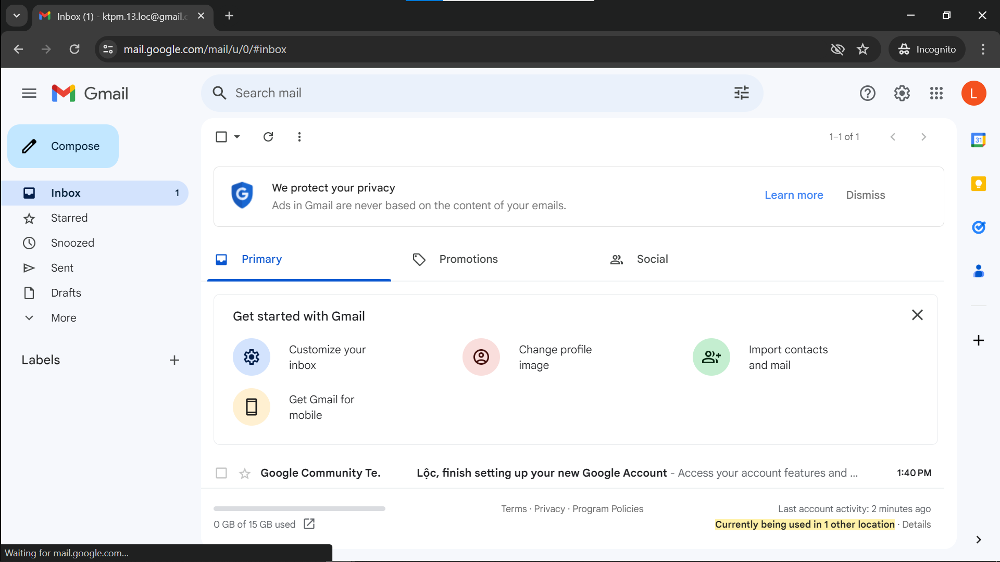 Inbox (1) - ktpm.13.loc@gmail.
mail.google.com/mail/u/0/#inbox
Incognito
Gmail
Search mail
L
Compose
1–1 of 1
31
We protect your privacy
Ads in Gmail are never based on the content of your emails.
Learn more
Dismiss
Inbox 1
Starred
Snoozed
Sent
Drafts
More
Labels
Primary
Promotions
Social
Get started with Gmail
Customize your
inbox
Change profile
image
Import contacts
and mail
Get Gmail for
mobile
Google Community Te.
Lộc, finish setting up your new Google Account - Access your account features and ...
1:40 PM
0 GB of 15 GB used
Terms · Privacy · Program Policies
Last account activity: 2 minutes ago
Currently being used in 1 other location · Details
Waiting for mail.google.com...